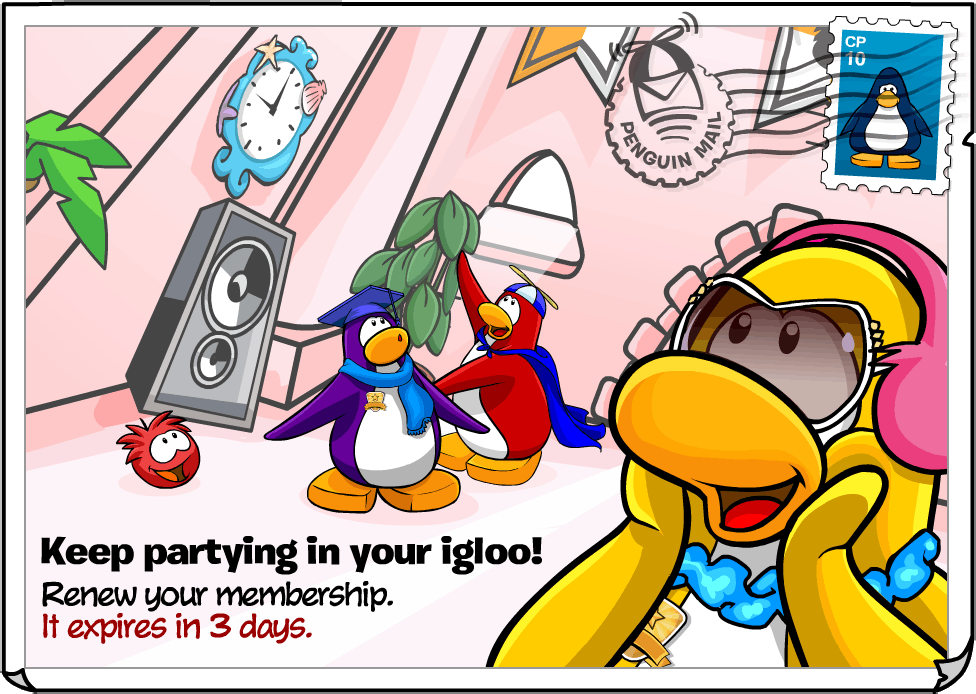 CP
10
PENGUIN MAIL
Keep partying in your igloo!
Renew your membership.
It expires in 3 days.